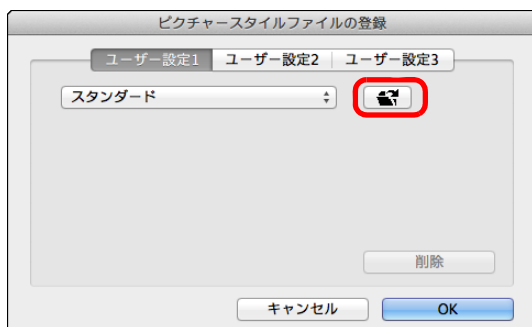 ピクチャースタイルファイルの登録
ユーザー設定1 ユーザー設定2 ユーザー設定3
スタンダード
削除
キャンセル OK